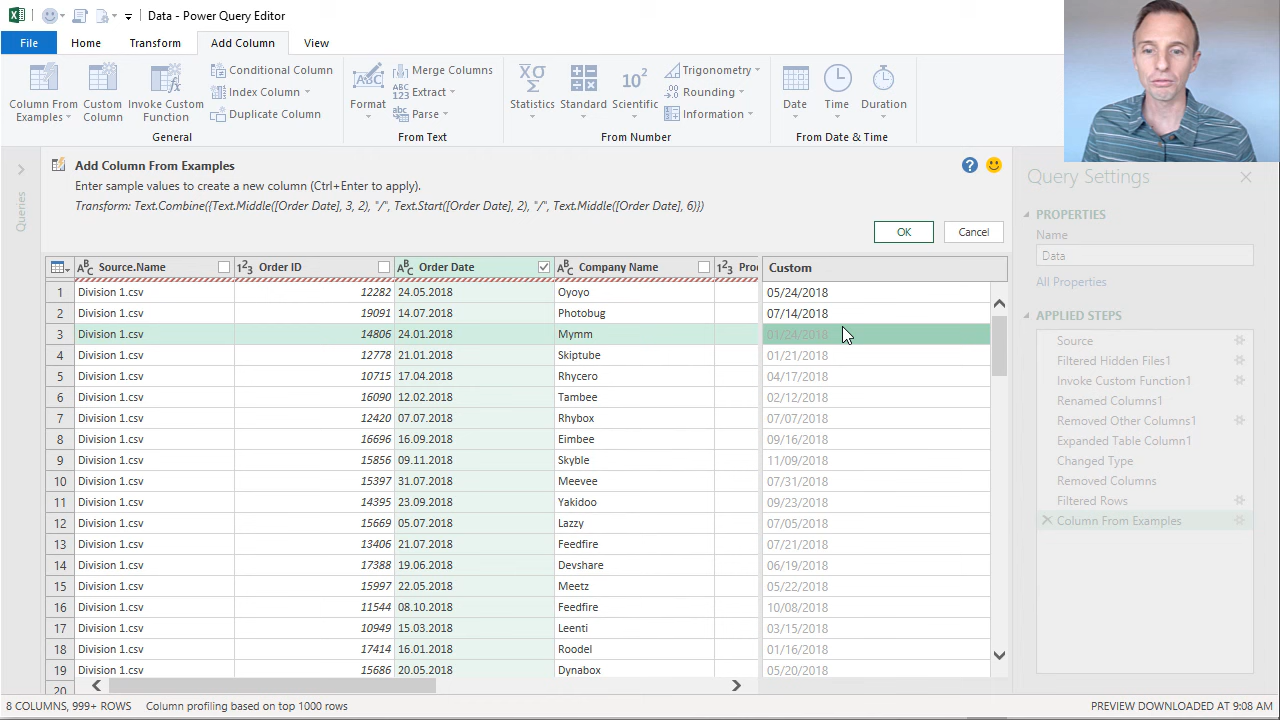 Data - Power Query Editor
File Home Transform Add Column View
Column From Examples
Custom Column
Invoke Custom Function
Conditional Column
Index Column
Duplicate Column
General
Format
ABC
Merge Columns
ABC 123 Extract
abc Parse
From Text
XΣ Statistics
Standard
10² Scientific
Trigonometry
.00 Rounding
Information
From Number
Date
Time
Duration
From Date & Time
Queries
Add Column From Examples
Enter sample values to create a new column (Ctrl+Enter to apply).
Transform: Text.Combine({Text.Middle([Order Date], 3, 2), "/", Text.Start([Order Date], 2), "/", Text.Middle([Order Date], 6)})
OK Cancel
ABC Source.Name 123 Order ID ABC Order Date ABC Company Name 123 Pro Custom
1 Division 1.csv 12282 24.05.2018 Oyoyo 05/24/2018
2 Division 1.csv 19091 14.07.2018 Photobug 07/14/2018
3 Division 1.csv 14806 24.01.2018 Mymm 01/24/2018
4 Division 1.csv 12778 21.01.2018 Skiptube 01/21/2018
5 Division 1.csv 10715 17.04.2018 Rhycero 04/17/2018
6 Division 1.csv 16090 12.02.2018 Tambee 02/12/2018
7 Division 1.csv 12420 07.07.2018 Rhybox 07/07/2018
8 Division 1.csv 16696 16.09.2018 Eimbee 09/16/2018
9 Division 1.csv 15856 09.11.2018 Skyble 11/09/2018
10 Division 1.csv 15397 31.07.2018 Meevee 07/31/2018
11 Division 1.csv 14395 23.09.2018 Yakidoo 09/23/2018
12 Division 1.csv 15669 05.07.2018 Lazzy 07/05/2018
13 Division 1.csv 13406 21.07.2018 Feedfire 07/21/2018
14 Division 1.csv 17388 19.06.2018 Devshare 06/19/2018
15 Division 1.csv 15997 22.05.2018 Meetz 05/22/2018
16 Division 1.csv 11544 08.10.2018 Feedfire 10/08/2018
17 Division 1.csv 10949 15.03.2018 Leenti 03/15/2018
18 Division 1.csv 17414 16.01.2018 Roodel 01/16/2018
19 Division 1.csv 15686 20.05.2018 Dynabox 05/20/2018
20
Query Settings
PROPERTIES
Name
Data
All Properties
APPLIED STEPS
Source
Filtered Hidden Files1
Invoke Custom Function1
Renamed Columns1
Removed Other Columns1
Expanded Table Column1
Changed Type
Removed Columns
Filtered Rows
Column From Examples
8 COLUMNS, 999+ ROWS Column profiling based on top 1000 rows PREVIEW DOWNLOADED AT 9:08 AM